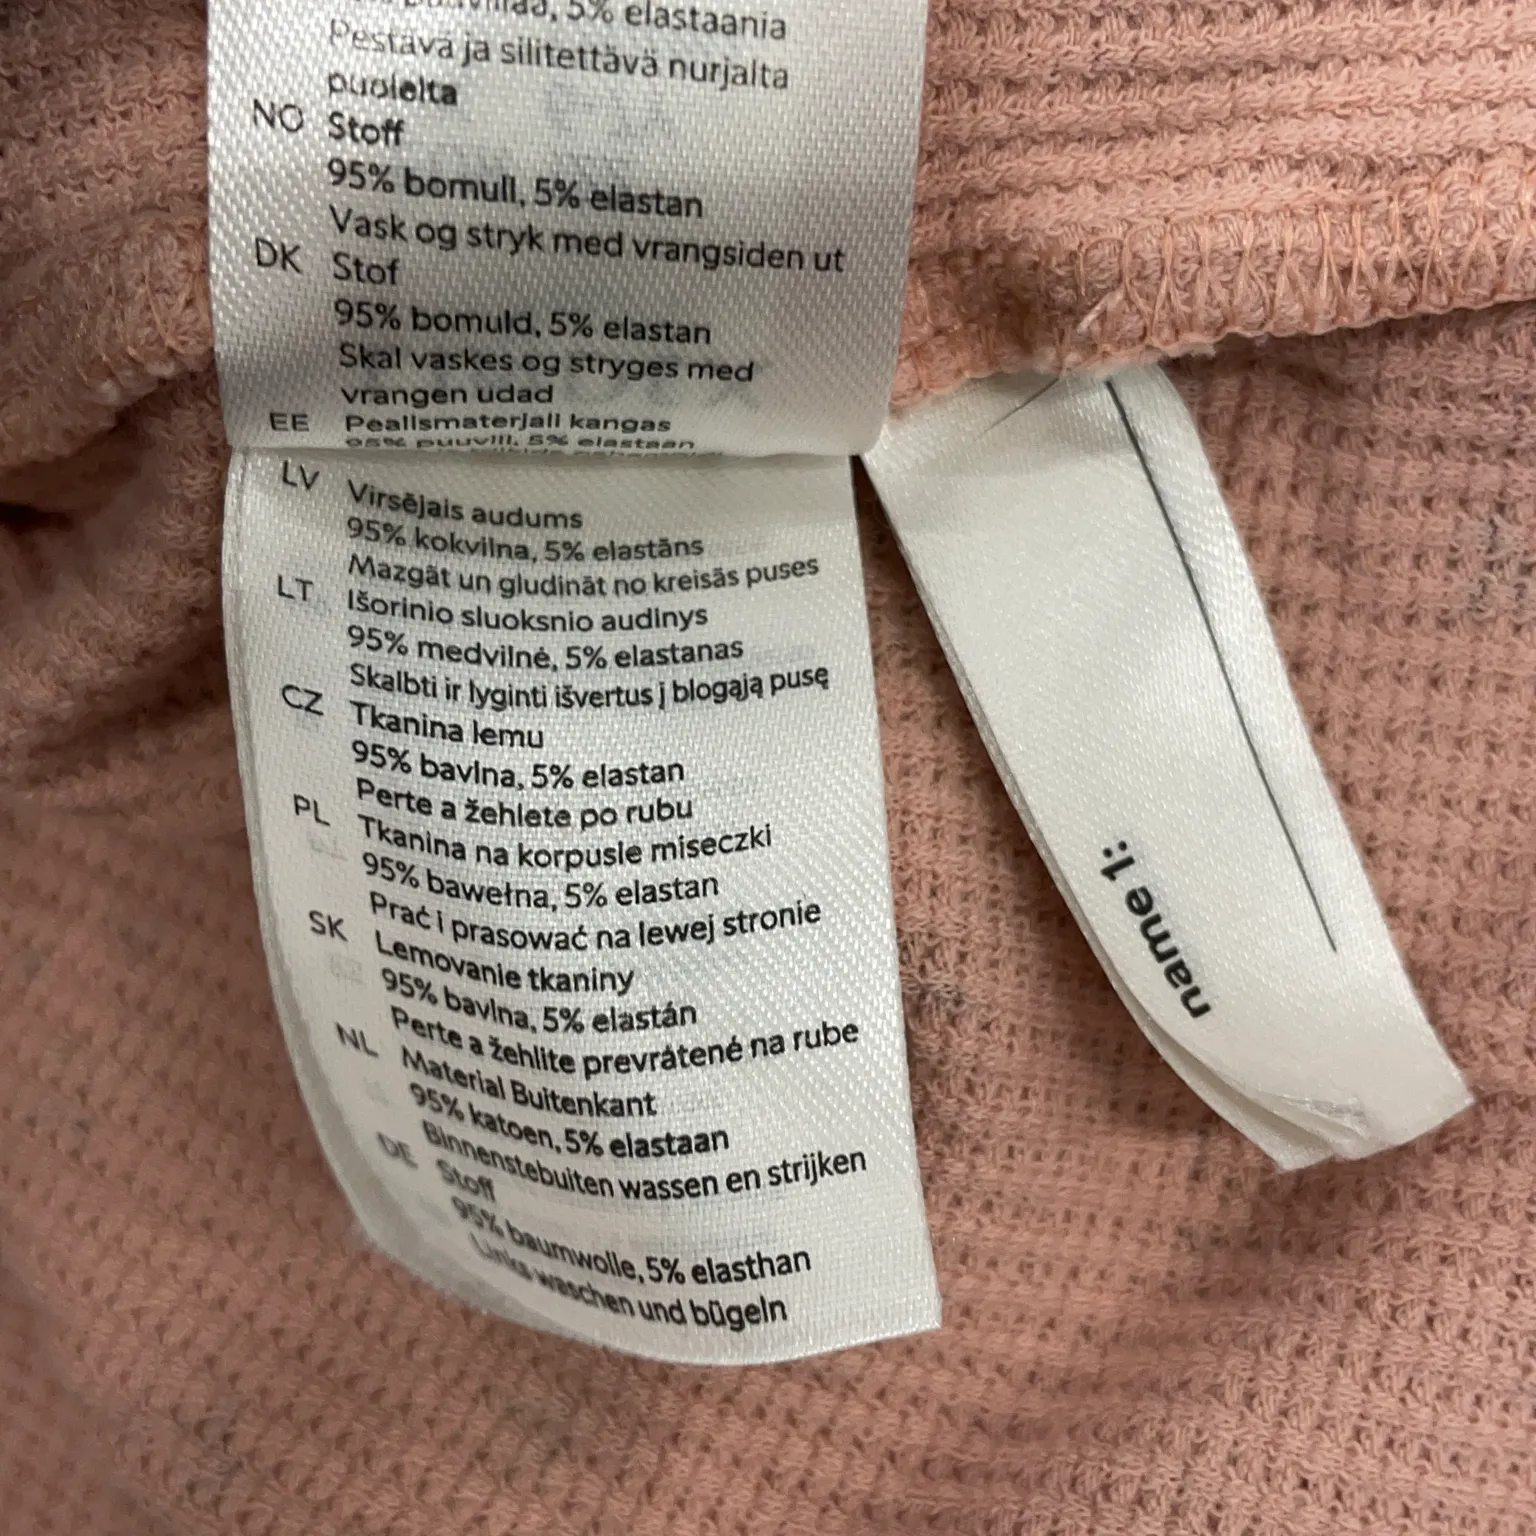 5% elastaania
Pestävä ja silitettävä nurjalta
puolelta
NO Stoff
95% bomull, 5% elastan
Vask og stryk med vrangsiden ut
DK Stof
95% bomuld, 5% elastan
Skal vaskes og stryges med
vrangen udad
EE Pealismaterjali kangas
95% puuvill, 5% elastaan
LV Virsējais audums
95% kokvilna, 5% elastāns
Mazgāt un gludināt no kreisās puses
LT Išorinio sluoksnio audinys
95% medvilnė, 5% elastanas
Skalbti ir lyginti išvertus į blogąją pusę
CZ Tkanina lemu
95% bavlna, 5% elastan
Perte a žehlete po rubu
PL Tkanina na korpusie miseczki
95% bawełna, 5% elastan
Prać i prasować na lewej stronie
SK Lemovanie tkaniny
95% bavlna, 5% elastán
Perte a žehlite prevrátené na rube
NL Material Buitenkant
95% katoen, 5% elastaan
Binnenstebuiten wassen en strijken
DE Stoff
95% baumwolle, 5% elasthan
Links waschen und bügeln
name 1: